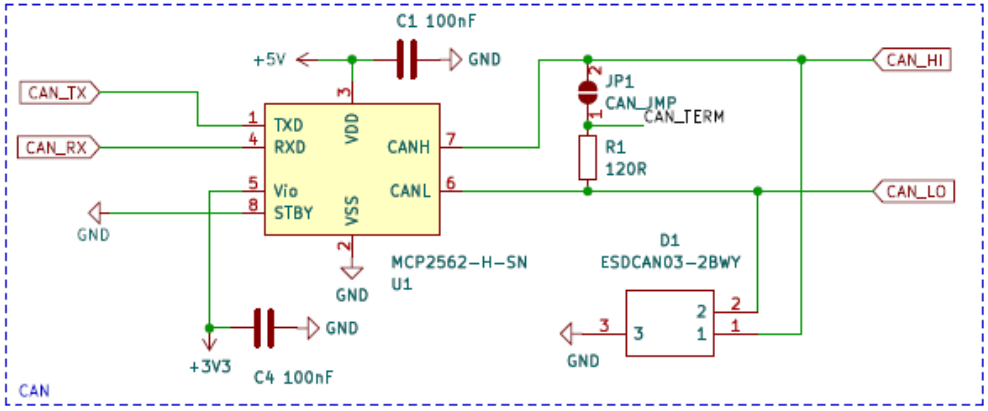 C1 100nF
+5V
GND
CAN_HI
2
JP1
CAN_JMP
1
CAN_TERM
CAN_TX
3
1
TXD
VDD
4
RXD
CANH
7
CAN_RX
R1
120R
5
Vio
CANL
6
CAN_LO
8
STBY
VSS
GND
2
MCP2562-H-SN
U1
GND
D1
ESDCAN03-2BWY
2
2
3
3
1
1
GND
GND
+3V3
C4 100nF
CAN